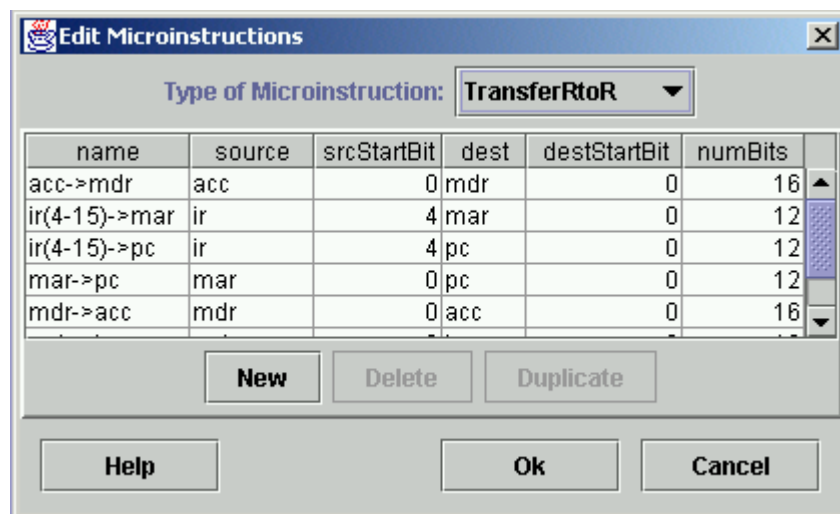 Edit Microinstructions
Type of Microinstruction: TransferRtoR
name source srcStartBit dest destStartBit numBits
acc->mdr acc 0 mdr 0 16
ir(4-15)->mar ir 4 mar 0 12
ir(4-15)->pc ir 4 pc 0 12
mar->pc mar 0 pc 0 12
mdr->acc mdr 0 acc 0 16
New Delete Duplicate
Help Ok Cancel